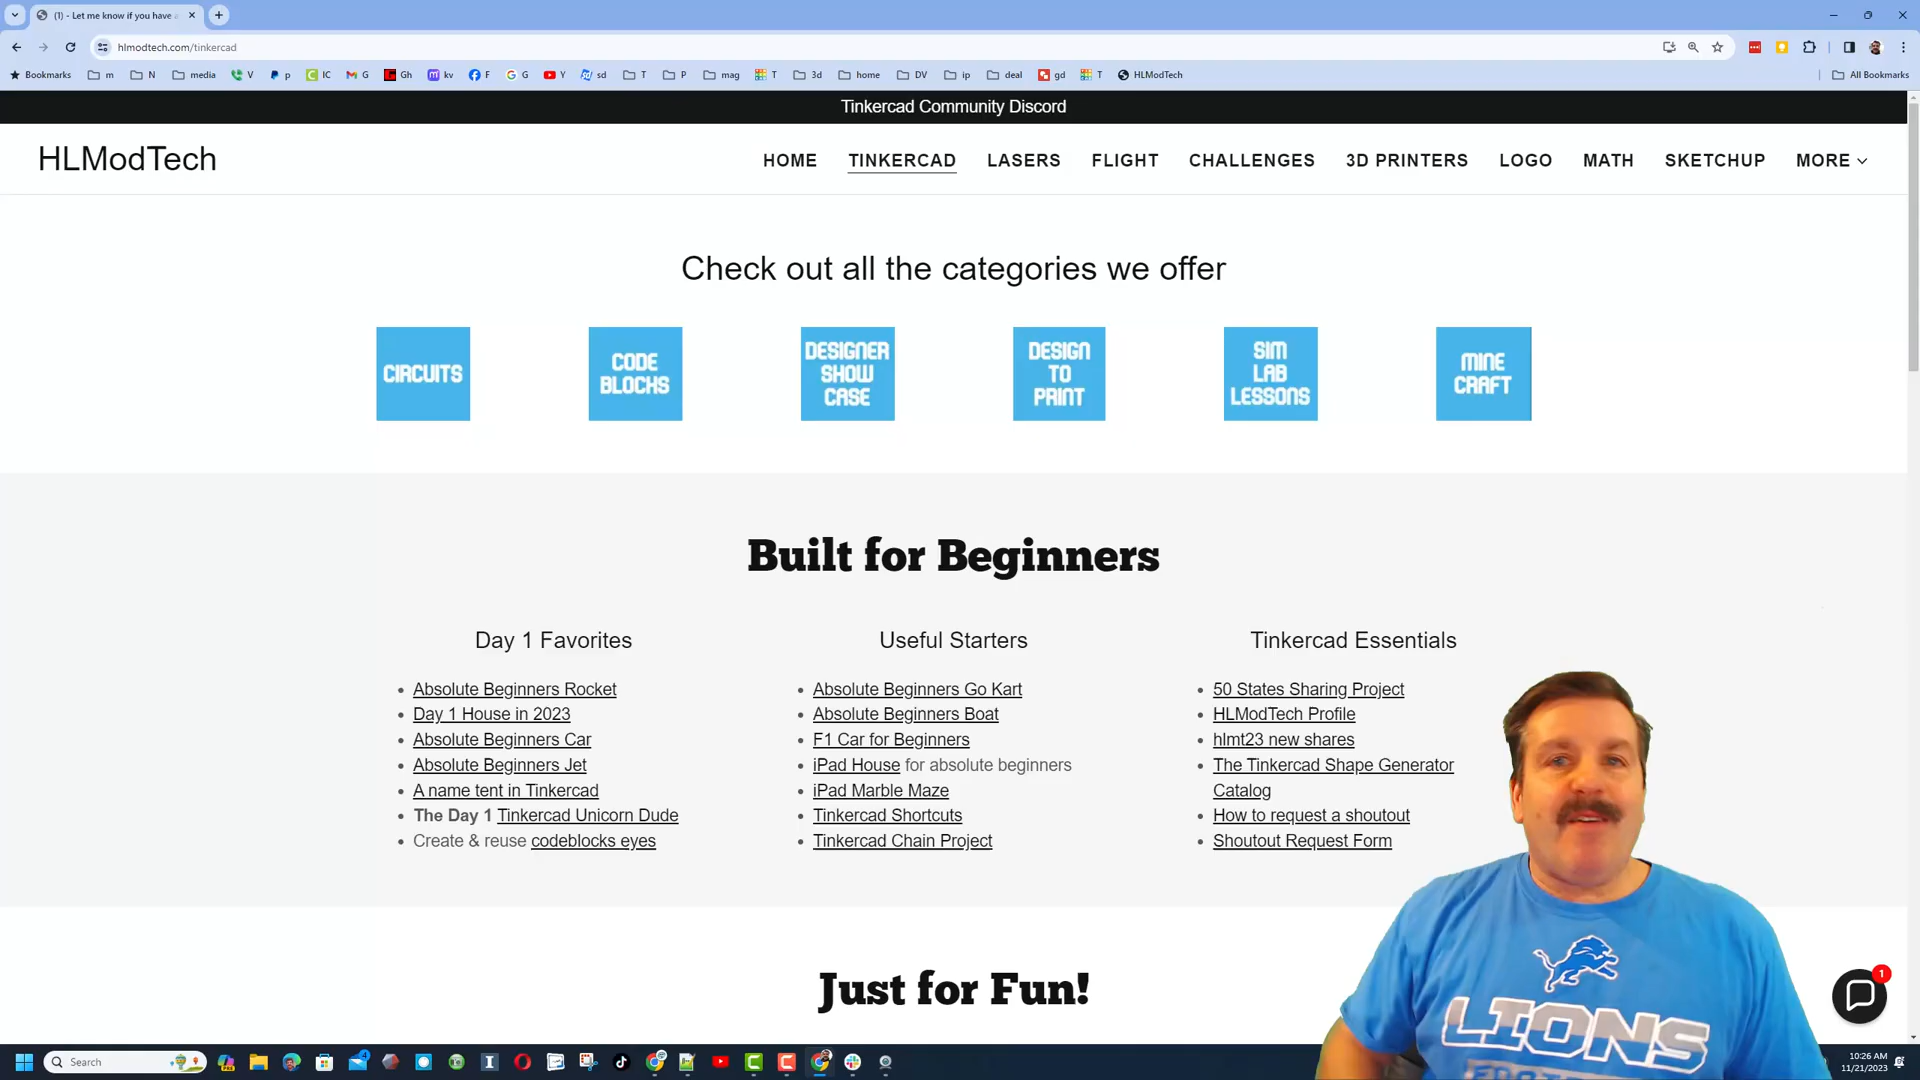 (1) - Let me know if you have a
hlmodtech.com/tinkercad
Bookmarks m N media V p IC G Gh kv F G Y sd T P mag T 3d home DV ip deal gd T HLModTech All Bookmarks
Tinkercad Community Discord
HLModTech
HOME TINKERCAD LASERS FLIGHT CHALLENGES 3D PRINTERS LOGO MATH SKETCHUP MORE
Check out all the categories we offer
CIRCUITS
CODE
BLOCKS
DESIGNER
SHOW
CASE
DESIGN
TO
PRINT
SIM
LAB
LESSONS
MINE
CRAFT
Built for Beginners
Day 1 Favorites
Absolute Beginners Rocket
Day 1 House in 2023
Absolute Beginners Car
Absolute Beginners Jet
A name tent in Tinkercad
The Day 1 Tinkercad Unicorn Dude
Create & reuse codeblocks eyes
Useful Starters
Absolute Beginners Go Kart
Absolute Beginners Boat
F1 Car for Beginners
iPad House for absolute beginners
iPad Marble Maze
Tinkercad Shortcuts
Tinkercad Chain Project
Tinkercad Essentials
50 States Sharing Project
HLModTech Profile
hlmt23 new shares
The Tinkercad Shape Generator
Catalog
How to request a shoutout
Shoutout Request Form
Just for Fun!
LIONS
1
Search
10:26 AM
11/21/2023